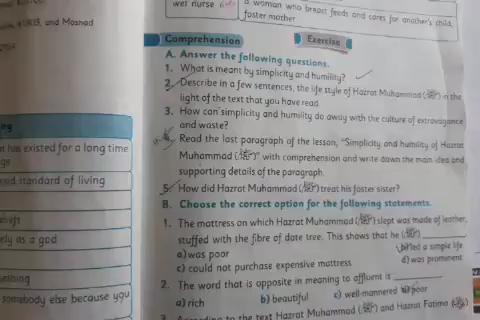 wet nurse
a woman who breast feeds and cares for another's child,
foster mother
and Masnad
Comprehension
Exercise
A. Answer the following questions.
1. What is meant by simplicity and humility?
2. Describe in a few sentences, the life style of Hazrat Muhammad (ﷺ) in the
light of the text that you have read.
3. How can simplicity and humility do away with the culture of extravagance
and waste?
Read the last paragraph of the lesson, "Simplicity and humility of Hazrat
Muhammad (ﷺ)" with comprehension and write down the main idea and
supporting details of the paragraph.
5. How did Hazrat Muhammad (ﷺ) treat his foster sister?
B. Choose the correct option for the following statements.
1. The mattress on which Hazrat Muhammad (ﷺ) slept was made of leather,
stuffed with the fibre of date tree. This shows that he (ﷺ) ________
a) was poor b) led a simple life
c) could not purchase expensive mattress d) was prominent
2. The word that is opposite in meaning to affluent is ________
a) rich b) beautiful c) well-mannered d) poor
3. According to the text Hazrat Muhammad (ﷺ) and Hazrat Fatima
has existed for a long time
standard of living
as a god
somebody else because you